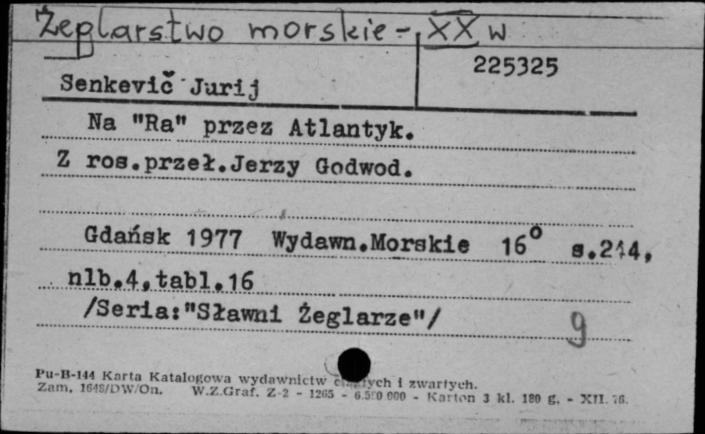 Żeglarstwo morskie - XX w
225325
Senkevič Jurij
Na "Ra" przez Atlantyk.
Z ros.przeł.Jerzy Godwod.
Gdańsk 1977 Wydawn.Morskie 16° s.214,
nlb.4,tabl.16
/Seria:"Sławni Żeglarze"/
9
Pu-B-144 Karta Katalogowa wydawnictw i zwartych.
Zam. 1648/DW/On. W.Z.Graf. Z-2 - 1265 - 6.500 000 - Karton 3 kl. 180 g. - XII. 76.